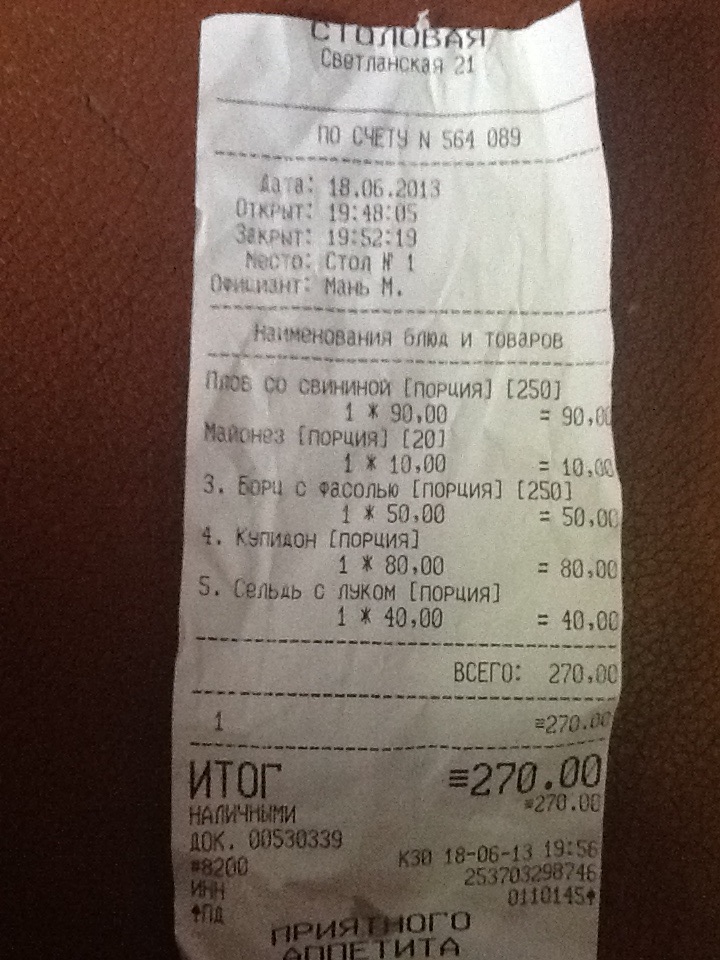 СТОЛОВАЯ
Светланская 21
ПО СЧЕТУ N 564 089
Дата: 18.06.2013
Открыт: 19:48:05
Закрыт: 19:52:19
Место: Стол № 1
Официант: Мань М.
Наименования блюд и товаров
Плов со свининой [порция] [250]
1 * 90,00 = 90,00
Майонез [порция] [20]
1 * 10,00 = 10,00
3. Борщ с фасолью [порция] [250]
1 * 50,00 = 50,00
4. Купидон [порция]
1 * 80,00 = 80,00
5. Сельдь с луком [порция]
1 * 40,00 = 40,00
ВСЕГО: 270,00
1 ≡270.00
ИТОГ ≡270.00
НАЛИЧНЫМИ ≡270.00
ДОК. 00530339
#8200 К30 18-06-13 19:56
ИНН 253703298746
↑ПД 0110145↑
ПРИЯТНОГО
АППЕТИТА